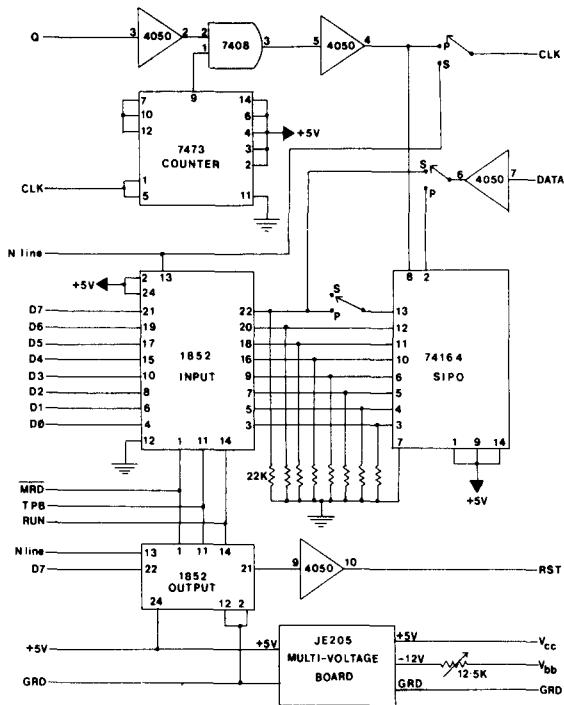 Q 3 4050 2 2 1 7408 3 5 4050 4 P CLK
S
9
7 14
10 6
12 4 +5V
7473 3
COUNTER 2
CLK 1
5 11
S 6 4050 7 DATA
P
N line
13 8 2
+5V 2
24
D7 21 22 S P 13
D6 19 20 12
D5 17 1852 18 11
D4 15 INPUT 16 10 74164
D3 10 9 6 SIPO
D2 8 7 5
D1 6 5 4
DØ 4 3 3
12 1 11 14 7 1 9 14
22K
+5V
MRD
TPB
RUN
N line 13 1 11 14
D7 22 21 9 4050 10 RST
1852
OUTPUT
24 12 2
+5V +5V JE205 +5V Vcc
MULTI-VOLTAGE -12V 12·5K Vbb
GRD BOARD GRD GRD